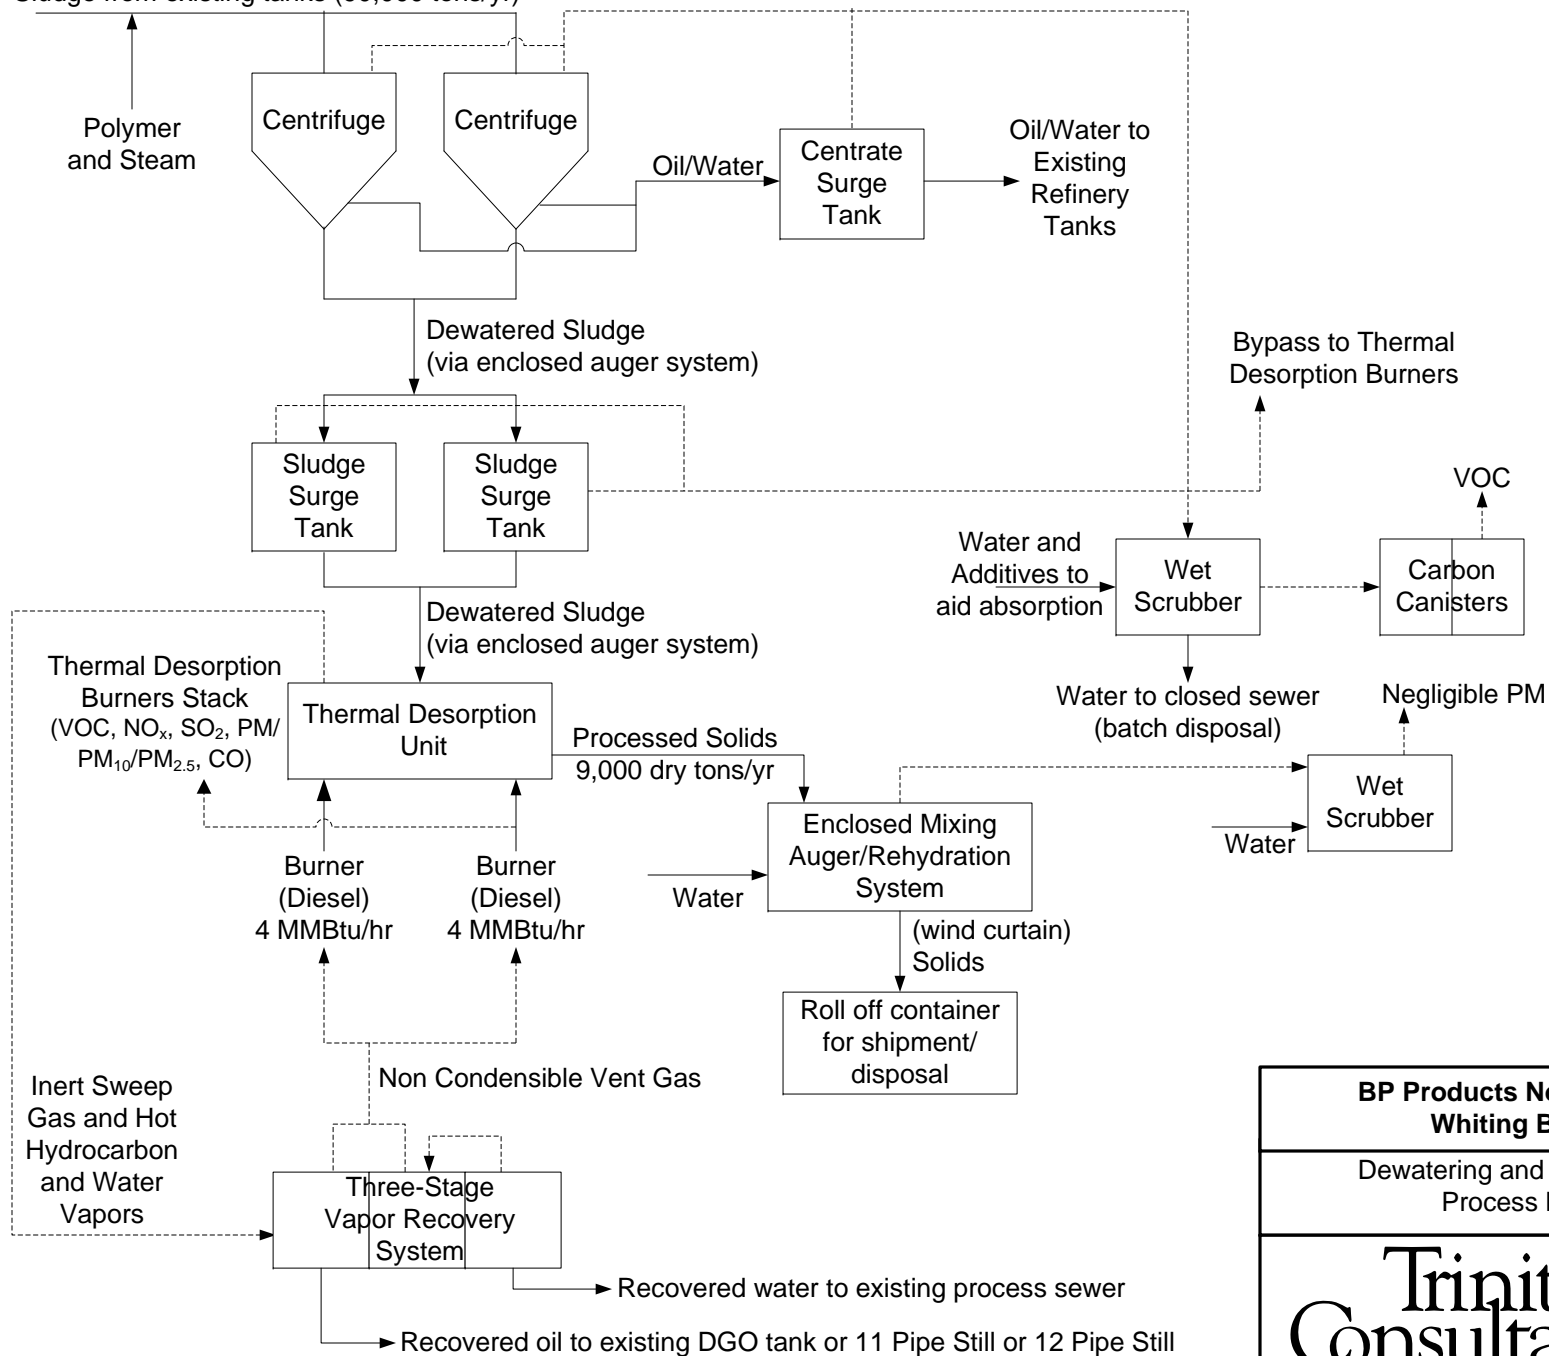 Polymer
and Steam
Centrifuge
Centrifuge
Oil/Water
Centrate
Surge
Tank
Oil/Water to
Existing
Refinery
Tanks
Dewatered Sludge
(via enclosed auger system)
Bypass to Thermal
Desorption Burners
Sludge
Surge
Tank
Sludge
Surge
Tank
VOC
Water and
Additives to
aid absorption
Wet
Scrubber
Carbon
Canisters
Dewatered Sludge
(via enclosed auger system)
Water to closed sewer
(batch disposal)
Negligible PM
Thermal Desorption
Burners Stack
(VOC, NOx, SO2, PM/
PM10/PM2.5, CO)
Thermal Desorption
Unit
Processed Solids
9,000 dry tons/yr
Wet
Scrubber
Water
Enclosed Mixing
Auger/Rehydration
System
Water
Burner
(Diesel)
4 MMBtu/hr
Burner
(Diesel)
4 MMBtu/hr
(wind curtain)
Solids
Roll off container
for shipment/
disposal
Non Condensible Vent Gas
Inert Sweep
Gas and Hot
Hydrocarbon
and Water
Vapors
Three-Stage
Vapor Recovery
System
Recovered water to existing process sewer
Recovered oil to existing DGO tank or 11 Pipe Still or 12 Pipe Still
BP Products
Whiting
Dewatering and
Process